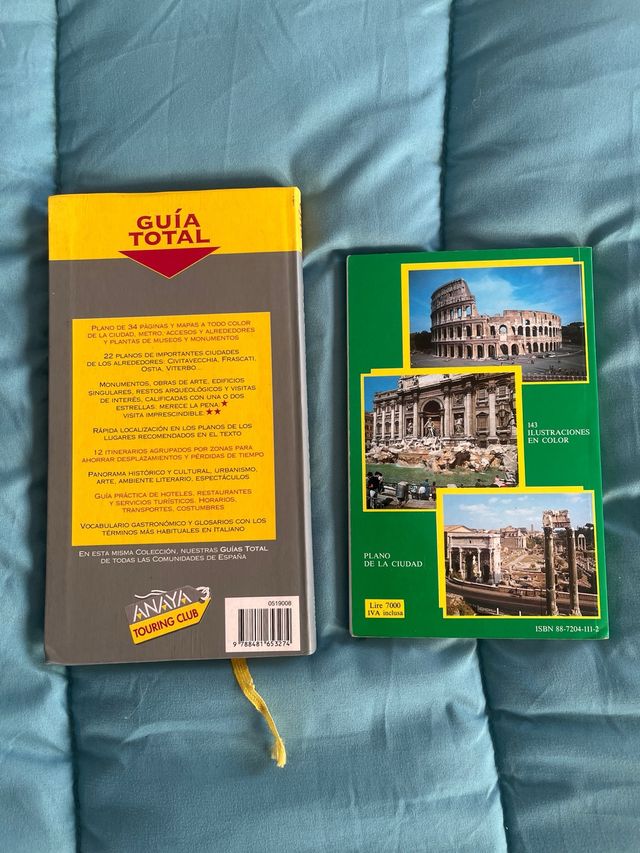 GUÍA
TOTAL
PLANO DE 34 PÁGINAS Y MAPAS A TODO COLOR
DE LA CIUDAD, METRO, ACCESOS Y ALREDEDORES
Y PLANTAS DE MUSEOS Y MONUMENTOS
22 PLANOS DE IMPORTANTES CIUDADES
DE LOS ALREDEDORES: CIVITAVECCHIA, FRASCATI,
OSTIA, VITERBO...
MONUMENTOS, OBRAS DE ARTE, EDIFICIOS
SINGULARES, RESTOS ARQUEOLÓGICOS Y VISITAS
DE INTERÉS, CALIFICADAS CON UNA O DOS
ESTRELLAS: MERECE LA PENA: ★
VISITA IMPRESCINDIBLE: ★★
RÁPIDA LOCALIZACIÓN EN LOS PLANOS DE LOS
LUGARES RECOMENDADOS EN EL TEXTO
12 ITINERARIOS AGRUPADOS POR ZONAS PARA
AHORRAR DESPLAZAMIENTOS Y PÉRDIDAS DE TIEMPO
PANORAMA HISTÓRICO Y CULTURAL, URBANISMO,
ARTE, AMBIENTE LITERARIO, ESPECTÁCULOS
GUÍA PRÁCTICA DE HOTELES, RESTAURANTES
Y SERVICIOS TURÍSTICOS. HORARIOS,
TRANSPORTES, COSTUMBRES
VOCABULARIO GASTRONÓMICO Y GLOSARIOS CON LOS
TÉRMINOS MÁS HABITUALES EN ITALIANO
EN ESTA MISMA COLECCIÓN, NUESTRAS GUÍAS TOTAL
DE TODAS LAS COMUNIDADES DE ESPAÑA
ANAYA
TOURING CLUB
0519008
9 788481 653274
143
ILUSTRACIONES
EN COLOR
PLANO
DE LA CIUDAD
Lire 7000
IVA inclusa
ISBN 88-7204-111-2